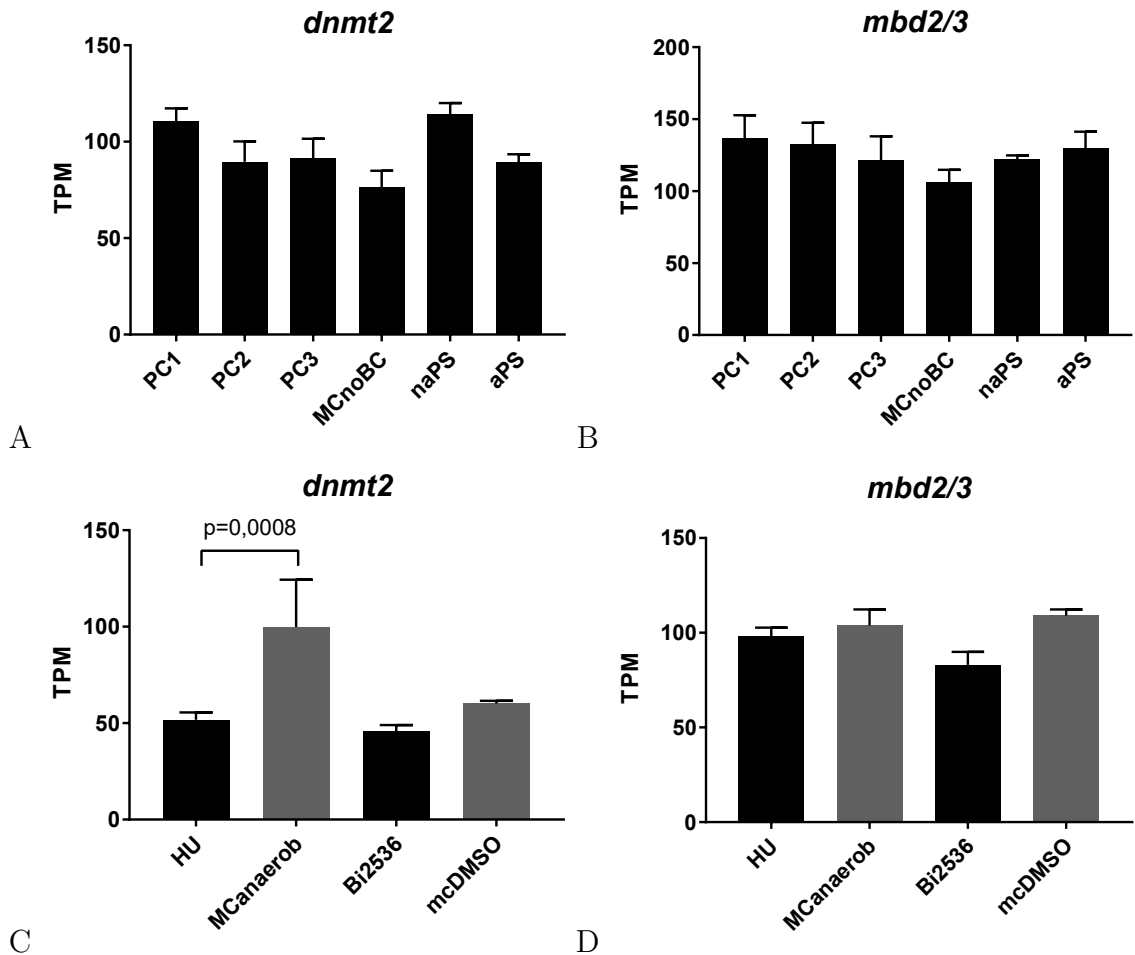 dnmt2
150
100
50
0
TPM
PC1
PC2
PC3
MCnoBC
naPS
aPS
A
mbd2/3
200
150
100
50
0
TPM
PC1
PC2
PC3
MCnoBC
naPS
aPS
B
dnmt2
p=0,0008
150
100
50
0
TPM
HU
MCanaerob
Bi2536
mcDMSO
C
mbd2/3
150
100
50
0
TPM
HU
MCanaerob
Bi2536
mcDMSO
D